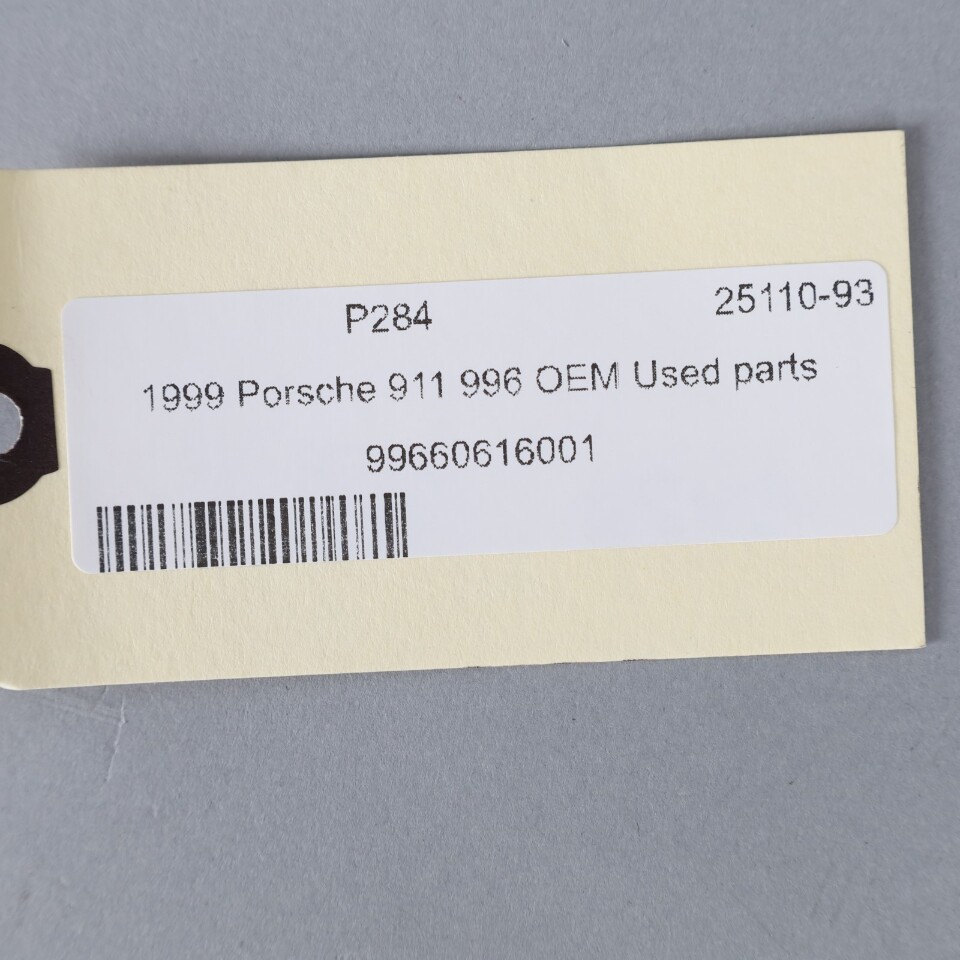 P284 25110-93
1999 Porsche 911 996 OEM Used parts
99660616001